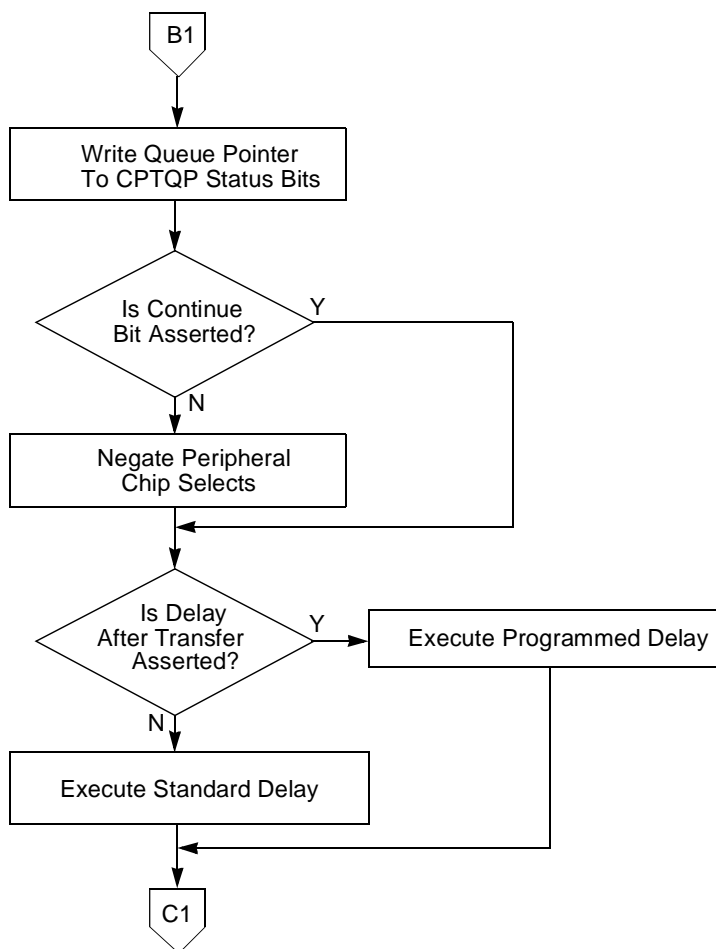 B1
Write Queue Pointer
To CPTQP Status Bits
Is Continue
Bit Asserted?
Y
N
Negate Peripheral
Chip Selects
Is Delay
After Transfer
Asserted?
Y
Execute Programmed Delay
N
Execute Standard Delay
C1